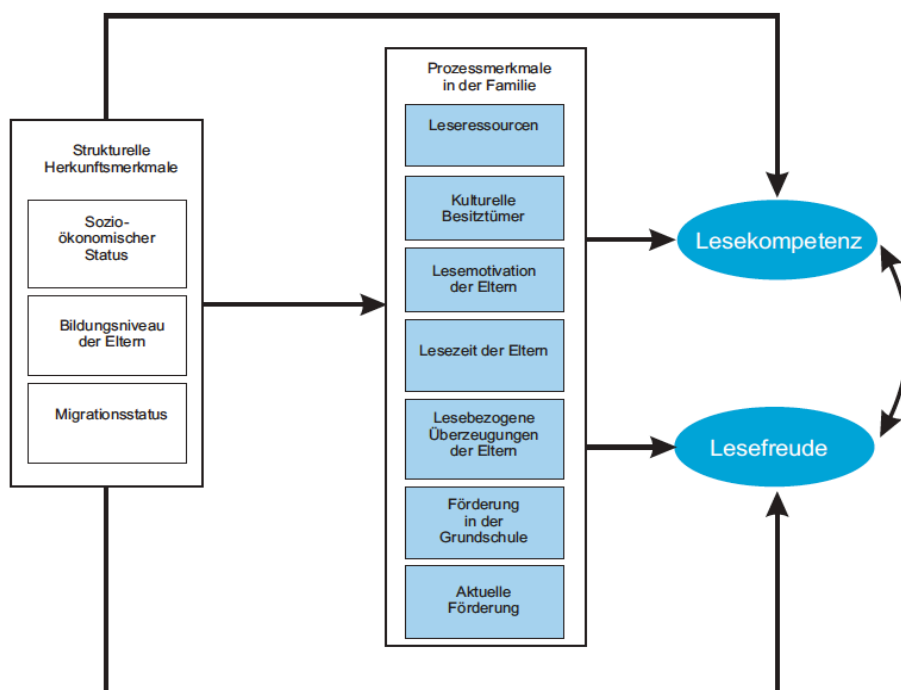 Strukturelle
Herkunftsmerkmale
Sozio-
ökonomischer
Status
Bildungsniveau
der Eltern
Migrationsstatus
Prozessmerkmale
in der Familie
Leseressourcen
Kulturelle
Besitztümer
Lesemotivation
der Eltern
Lesezeit der Eltern
Lesebezogene
Überzeugungen
der Eltern
Förderung
in der
Grundschule
Aktuelle
Förderung
Lesekompetenz
Lesefreude